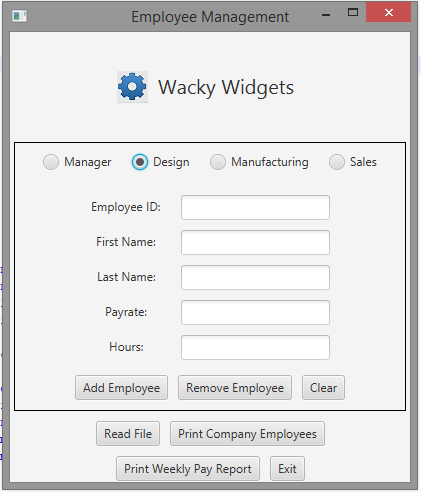 Employee Management
Wacky Widgets
Manager Design Manufacturing Sales
Employee ID:
First Name:
Last Name:
Payrate:
Hours:
Add Employee Remove Employee Clear
Read File Print Company Employees
Print Weekly Pay Report Exit